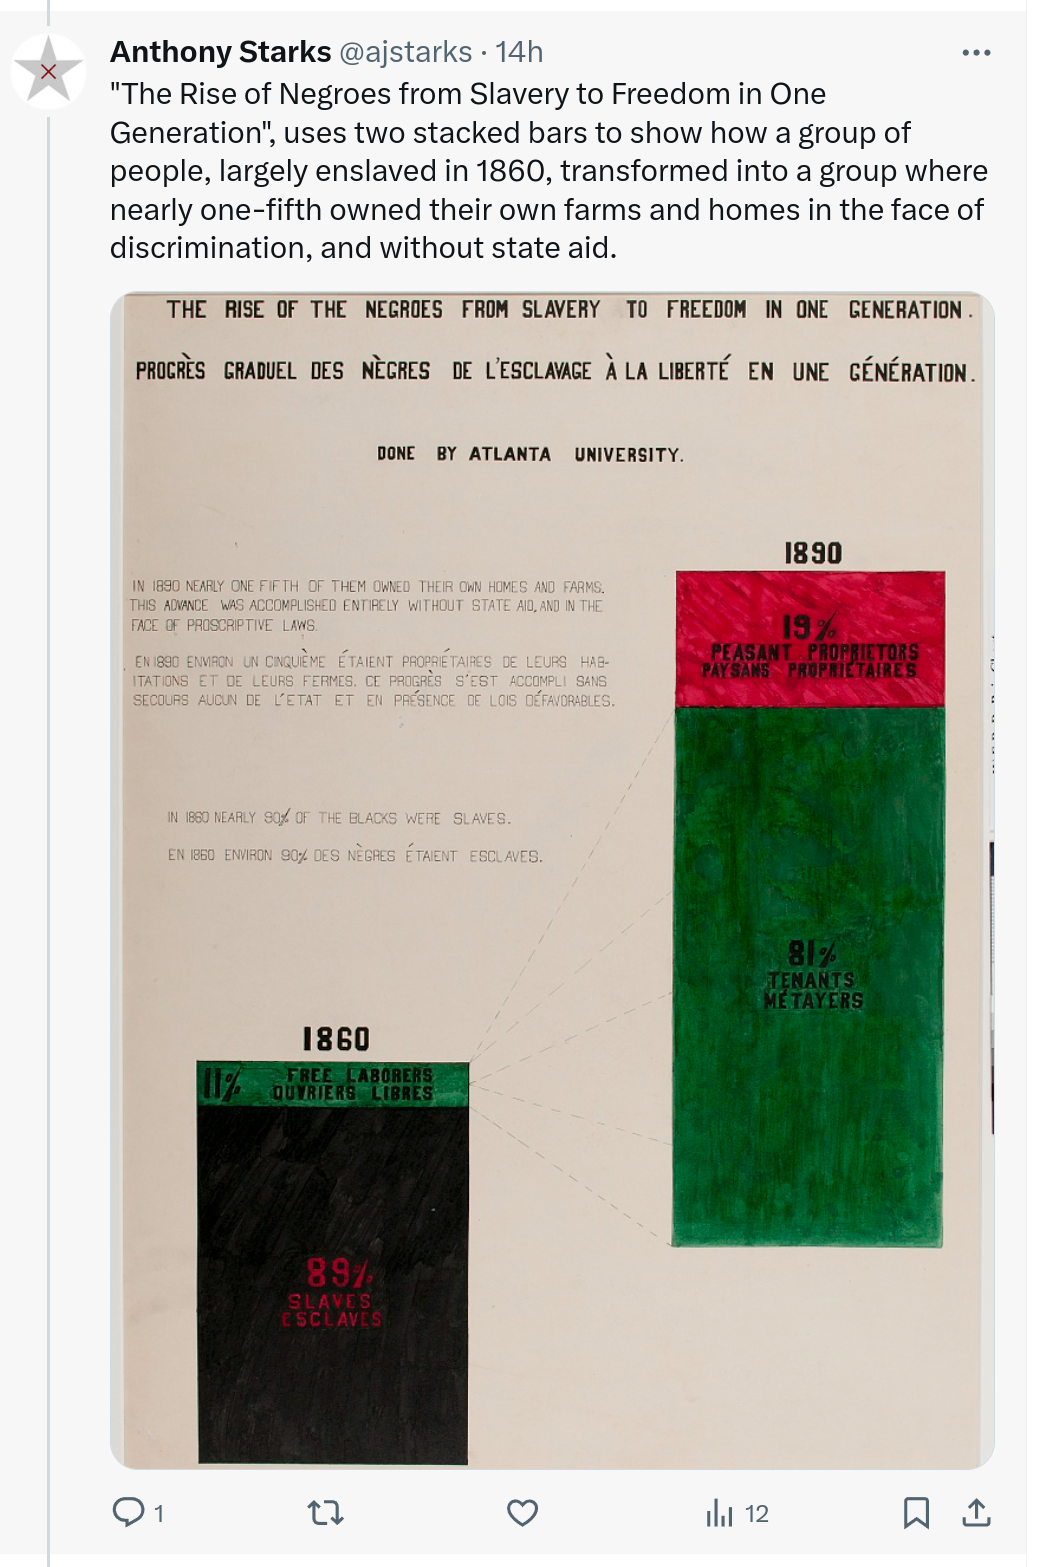 Anthony Starks @ajstarks · 14h
"The Rise of Negroes from Slavery to Freedom in One
Generation", uses two stacked bars to show how a group of
people, largely enslaved in 1860, transformed into a group where
nearly one-fifth owned their own farms and homes in the face of
discrimination, and without state aid.
THE RISE OF THE NEGROES FROM SLAVERY TO FREEDOM IN ONE GENERATION.
PROGRÈS GRADUEL DES NÈGRES DE L'ESCLAVAGE À LA LIBERTÉ EN UNE GÉNÉRATION.
DONE BY ATLANTA UNIVERSITY.
IN 1890 NEARLY ONE FIFTH OF THEM OWNED THEIR OWN HOMES AND FARMS.
THIS ADVANCE WAS ACCOMPLISHED ENTIRELY WITHOUT STATE AID, AND IN THE
FACE OF PROSCRIPTIVE LAWS.
EN 1890 ENVIRON UN CINQUIÈME ÉTAIENT PROPRIÉTAIRES DE LEURS HAB-
ITATIONS ET DE LEURS FERMES. CE PROGRÈS S'EST ACCOMPLI SANS
SECOURS AUCUN DE L'ETAT ET EN PRÉSENCE DE LOIS DÉFAVORABLES.
IN 1860 NEARLY 90% OF THE BLACKS WERE SLAVES.
EN 1860 ENVIRON 90% DES NÈGRES ÉTAIENT ESCLAVES.
1890
19%
PEASANT PROPRIETORS
PAYSANS PROPRIÉTAIRES
81%
TENANTS
MÉTAYERS
1860
11% FREE LABORERS
OUVRIERS LIBRES
89%
SLAVES
ESCLAVES
1
12